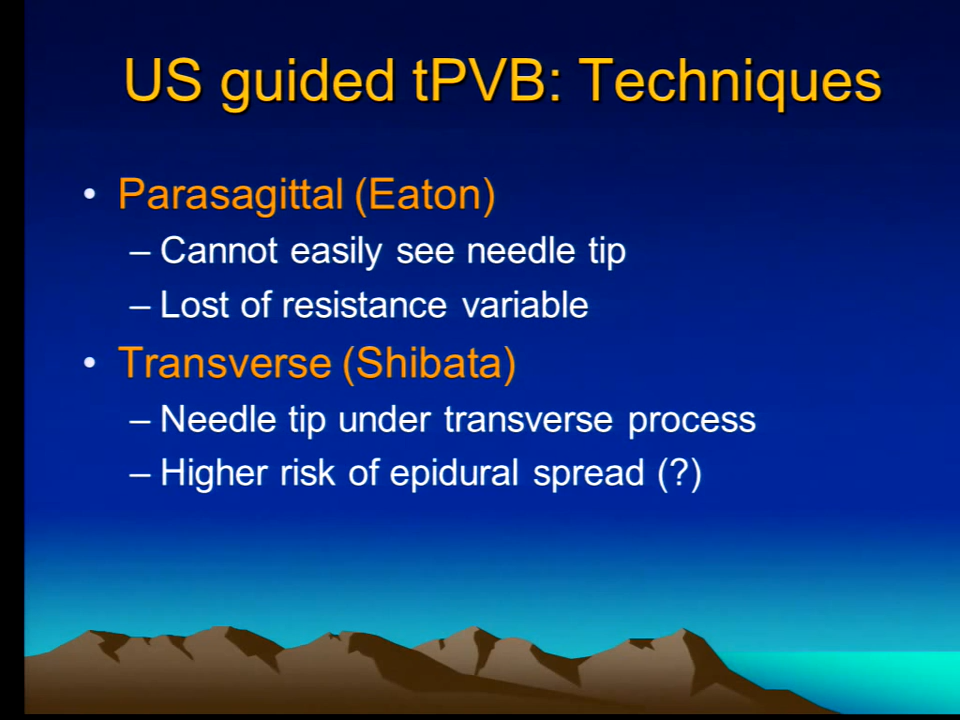 US guided tPVB: Techniques
• Parasagittal (Eaton)
– Cannot easily see needle tip
– Lost of resistance variable
• Transverse (Shibata)
– Needle tip under transverse process
– Higher risk of epidural spread (?)